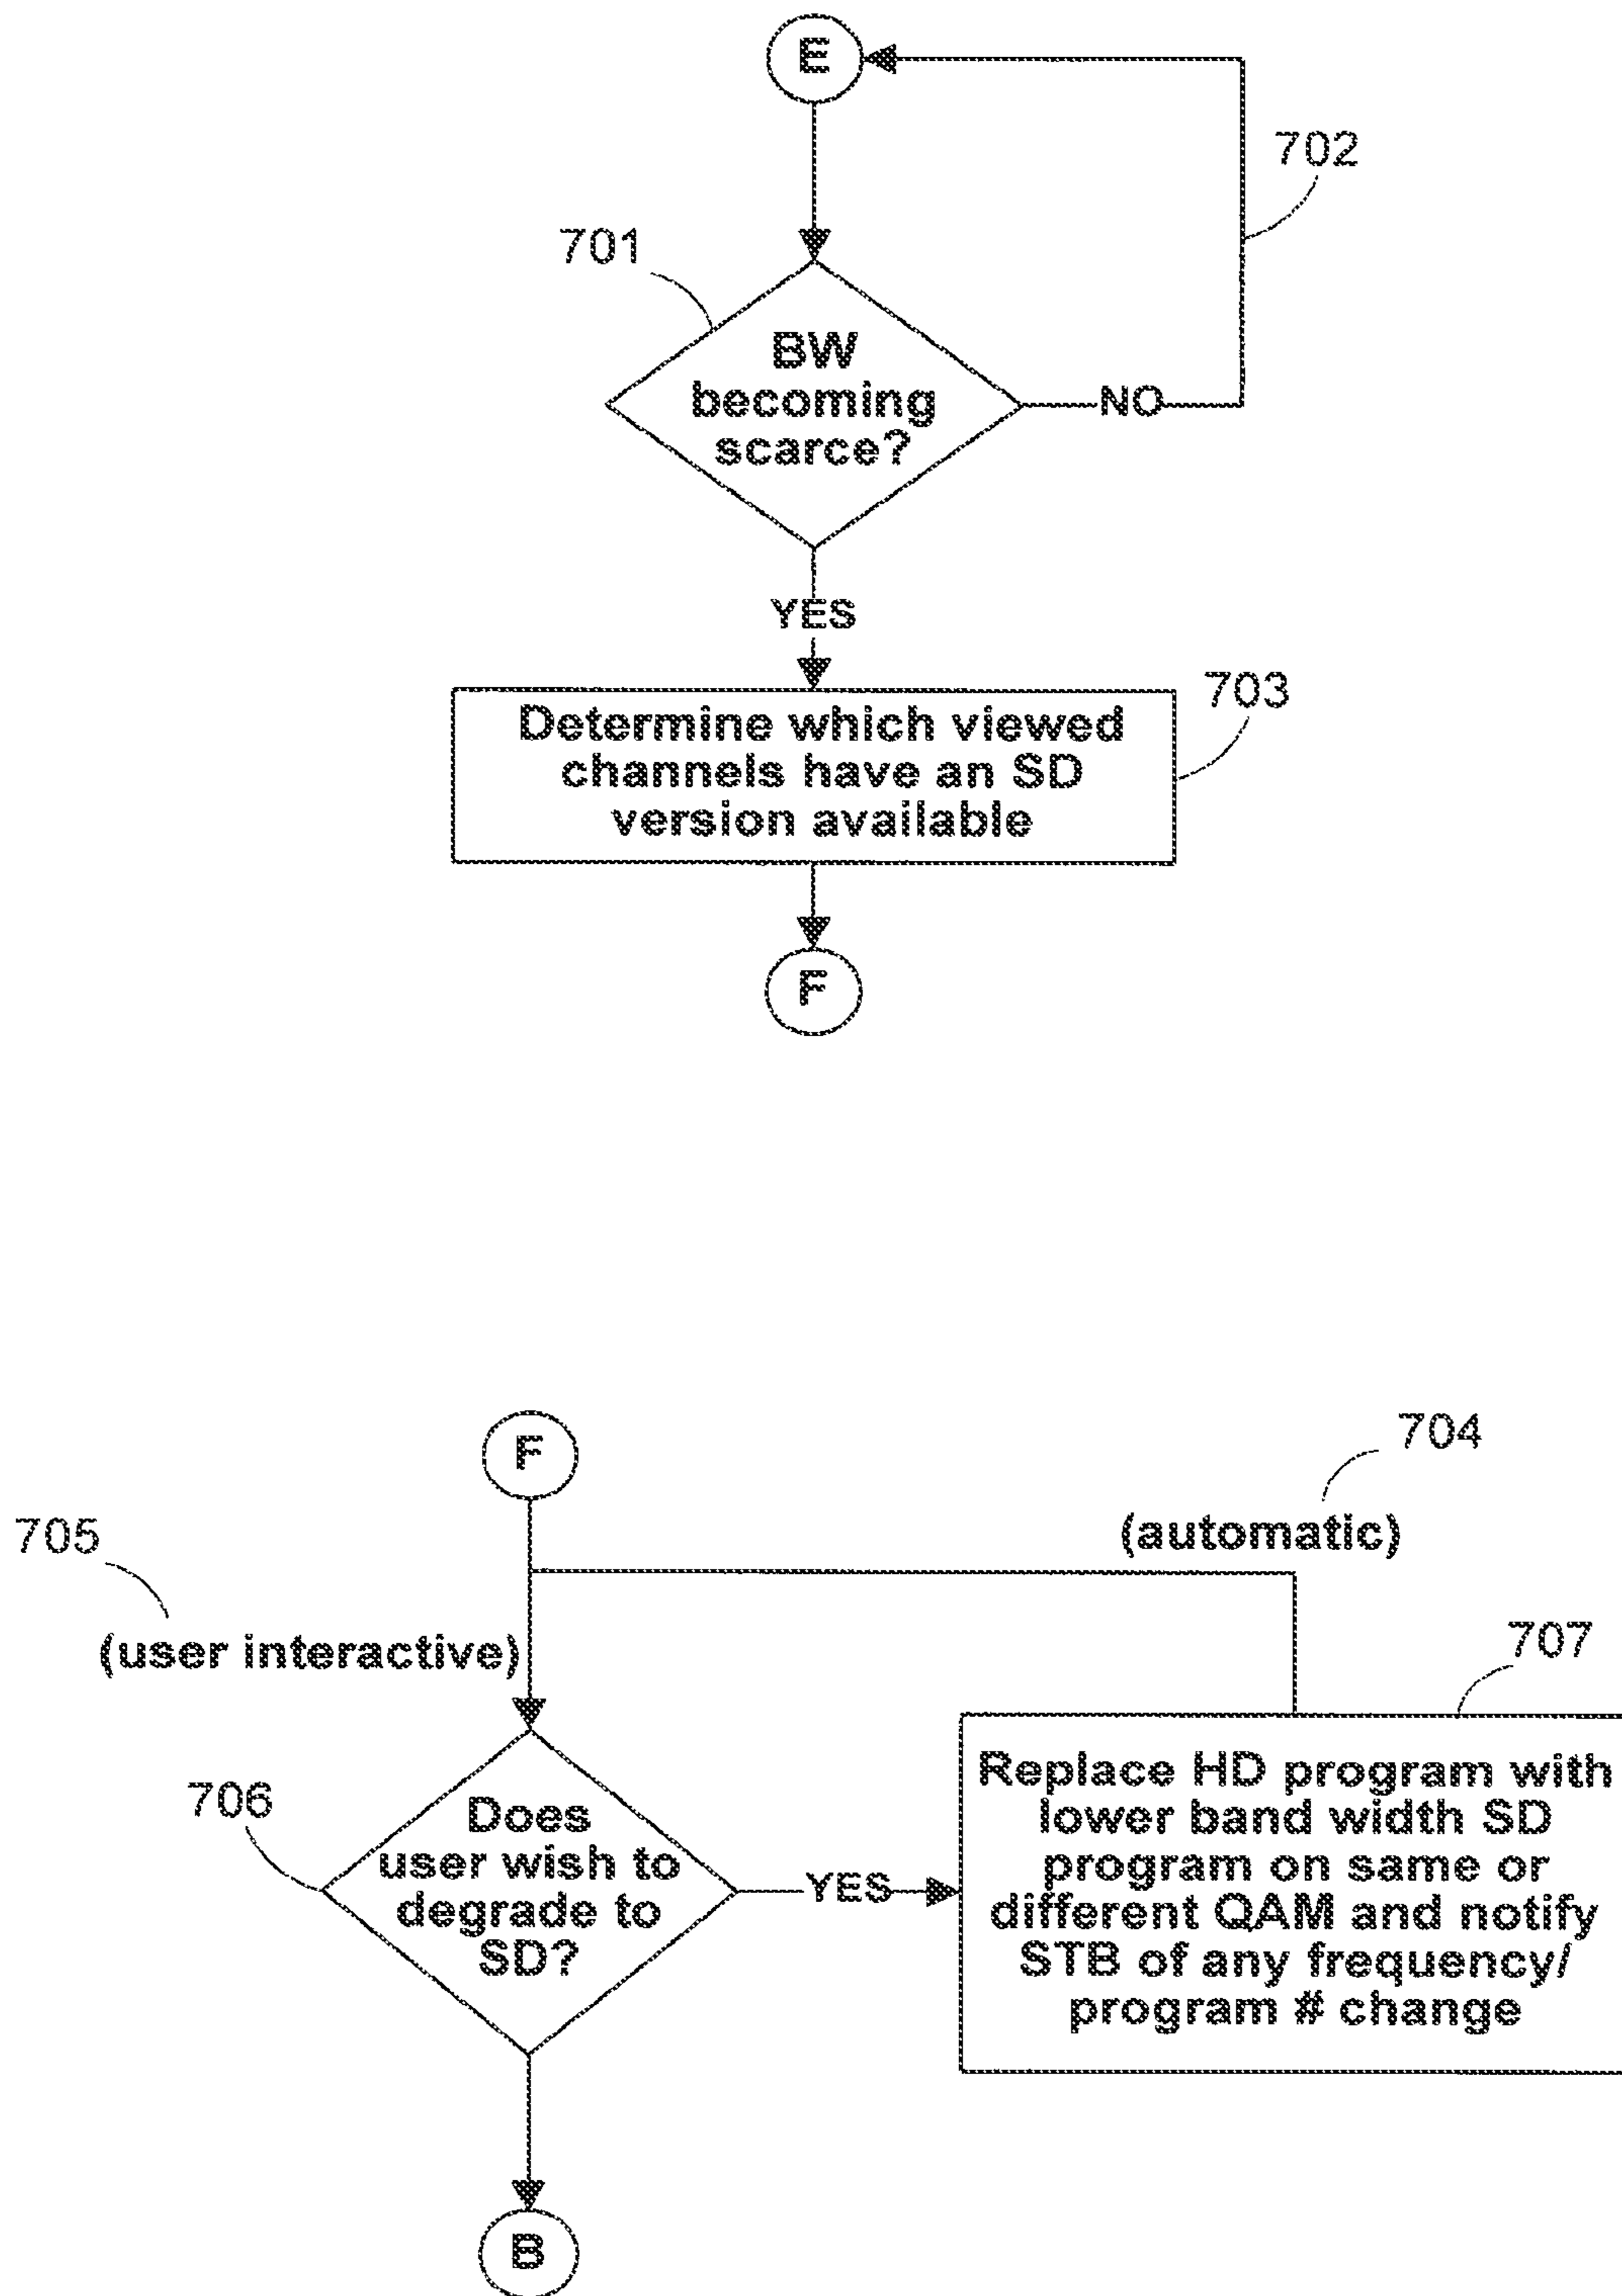 E
702
701
BW
becoming
scarce?
NO
YES
703
Determine which viewed
channels have an SD
version available
F
F
704
(automatic)
705
(user interactive)
707
706
Does
user wish to
degrade to
SD?
YES
Replace HD program with
lower band width SD
program on same or
different QAM and notify
STB of any frequency/
program # change
B